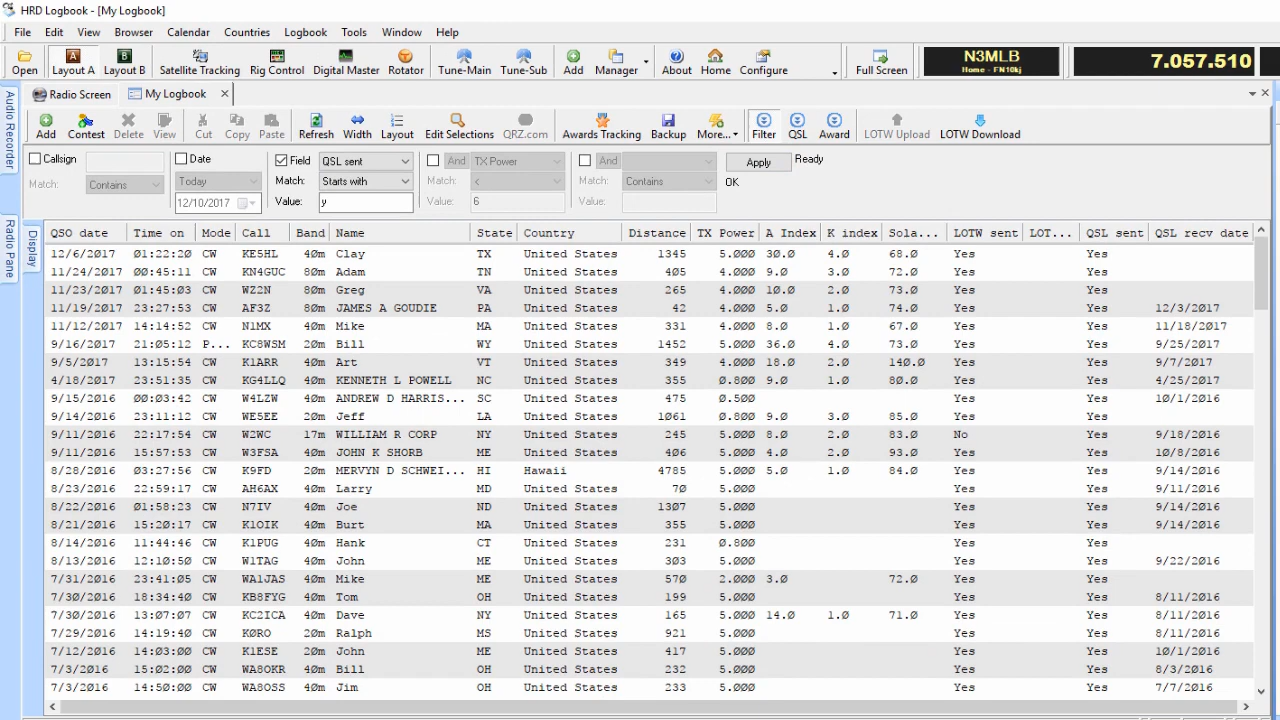 HRD Logbook - [My Logbook]
File Edit View Browser Calendar Countries Logbook Tools Window Help
Open Layout A Layout B Satellite Tracking Rig Control Digital Master Rotator Tune-Main Tune-Sub Add Manager About Home Configure Full Screen N3MLB Home - FN10kj 7.057.510
Audio Recorder
Radio Pane
Radio Screen My Logbook
Add Contest Delete View Cut Copy Paste Refresh Width Layout Edit Selections QRZ.com Awards Tracking Backup More... Filter QSL Award LOTW Upload LOTW Download
Callsign Date Field QSL sent And TX Power And Apply Ready
Match: Contains Today Match: Starts with Match: < Match: Contains OK
12/10/2017 Value: y Value: 6 Value:
Display
QSO date Time on Mode Call Band Name State Country Distance TX Power A Index K index Sola... LOTW sent LOT... QSL sent QSL recv date
12/6/2017 01:22:20 CW KE5HL 40m Clay TX United States 1345 5.000 30.0 4.0 68.0 Yes Yes
11/24/2017 00:45:11 CW KN4GUC 80m Adam TN United States 405 4.000 9.0 3.0 72.0 Yes Yes
11/23/2017 01:45:03 CW WZ2N 80m Greg VA United States 265 4.000 10.0 2.0 73.0 Yes Yes
11/19/2017 23:27:53 CW AF3Z 80m JAMES A GOUDIE PA United States 42 4.000 5.0 1.0 74.0 Yes Yes 12/3/2017
11/12/2017 14:14:52 CW N1MX 40m Mike MA United States 331 4.000 8.0 1.0 67.0 Yes Yes 11/18/2017
9/16/2017 21:05:12 P... KC8WSM 20m Bill WY United States 1452 5.000 36.0 4.0 73.0 Yes Yes 9/25/2017
9/5/2017 13:15:54 CW K1ARR 40m Art VT United States 349 4.000 18.0 2.0 140.0 Yes Yes 9/7/2017
4/18/2017 23:51:35 CW KG4LLQ 40m KENNETH L POWELL NC United States 355 0.800 9.0 1.0 80.0 Yes Yes 4/25/2017
9/15/2016 00:03:42 CW W4LZW 40m ANDREW D HARRIS... SC United States 475 0.500 Yes Yes 10/1/2016
9/14/2016 23:11:12 CW WE5EE 20m Jeff LA United States 1061 0.800 9.0 3.0 85.0 Yes Yes
9/11/2016 22:17:54 CW W2WC 17m WILLIAM R CORP NY United States 245 4.000 8.0 2.0 83.0 No Yes 9/18/2016
9/11/2016 15:57:53 CW W3FSA 40m JOHN K SHORB ME United States 406 5.000 4.0 2.0 93.0 Yes Yes 10/8/2016
8/28/2016 03:27:56 CW K9FD 20m MERVYN D SCHWEI... HI Hawaii 4785 5.000 5.0 1.0 84.0 Yes Yes 9/14/2016
8/23/2016 22:59:17 CW AH6AX 40m Larry MD United States 70 5.000 Yes Yes 9/11/2016
8/22/2016 01:58:23 CW N7IV 40m Joe ND United States 1307 5.000 Yes Yes 9/14/2016
8/21/2016 15:20:17 CW K1OIK 40m Burt MA United States 355 5.000 Yes Yes 9/14/2016
8/14/2016 11:44:46 CW K1PUG 40m Hank CT United States 231 0.800 Yes Yes
8/13/2016 12:10:50 CW W1TAG 40m John ME United States 303 5.000 Yes Yes 9/22/2016
7/31/2016 23:41:05 CW WA1JAS 40m Mike ME United States 570 2.000 3.0 72.0 Yes Yes
7/30/2016 18:34:40 CW KB8FYG 40m Tom OH United States 199 5.000 Yes Yes 8/11/2016
7/30/2016 13:07:07 CW KC2ICA 40m Dave NY United States 165 5.000 14.0 1.0 71.0 Yes Yes 8/11/2016
7/29/2016 14:19:40 CW K0RO 20m Ralph MS United States 921 5.000 Yes Yes 8/11/2016
7/12/2016 14:03:00 CW K1ESE 20m John ME United States 417 5.000 Yes Yes 10/1/2016
7/3/2016 15:02:00 CW WA8OKR 40m Bill OH United States 232 5.000 Yes Yes 8/3/2016
7/3/2016 14:50:00 CW WA8OSS 40m Jim OH United States 233 5.000 Yes Yes 7/7/2016